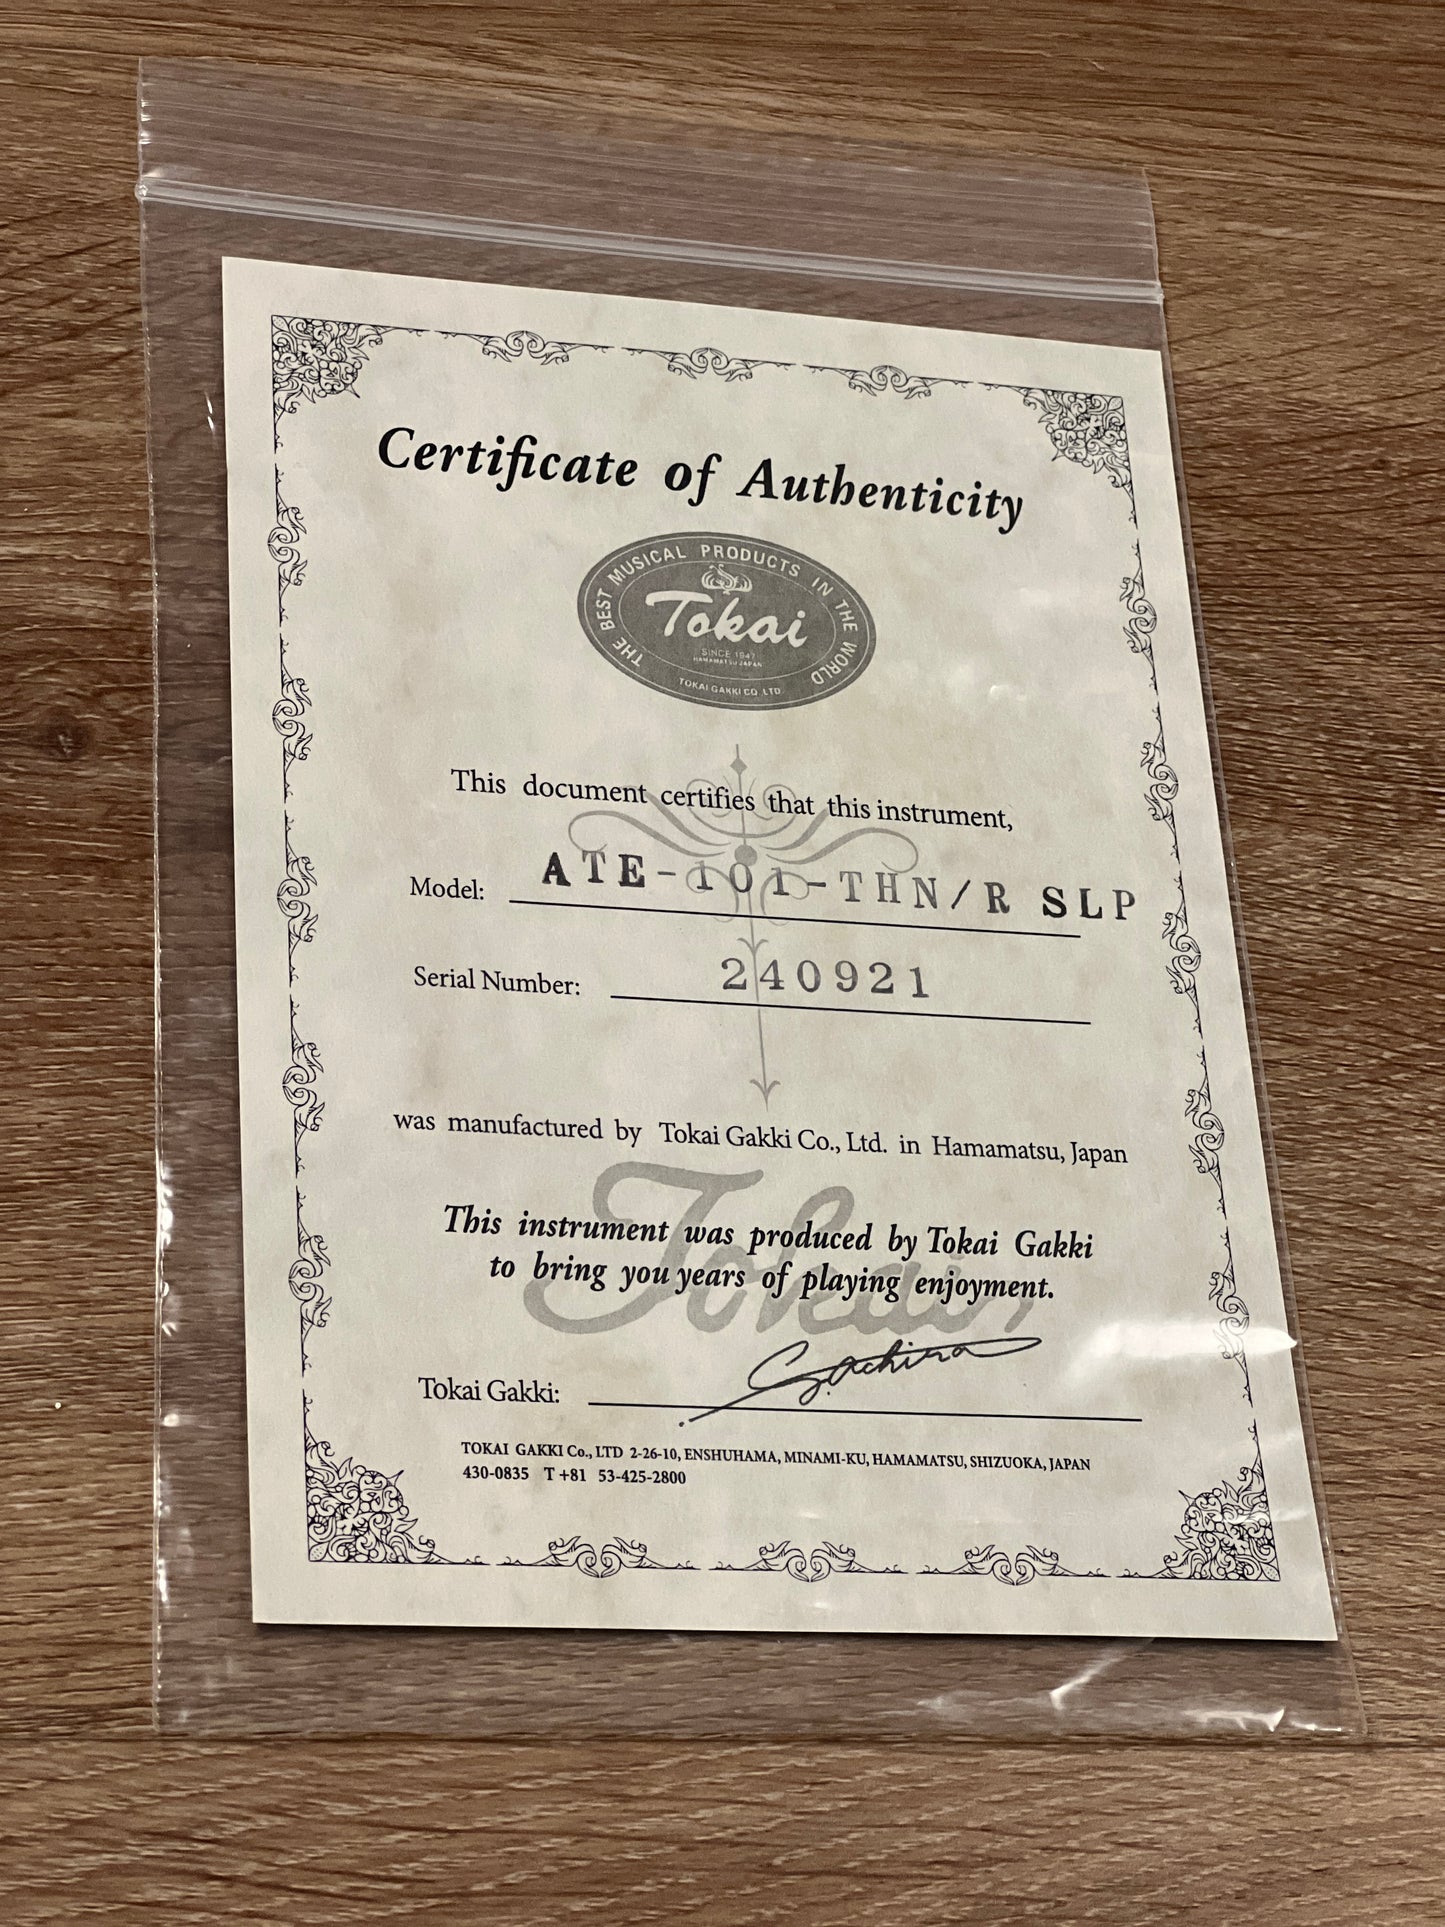 Certificate of Authenticity
THE BEST MUSICAL PRODUCTS IN THE WORLD
Tokai
SINCE 1947
HAMAMATSU JAPAN
TOKAI GAKKI CO. LTD.
This document certifies that this instrument,
Model: ATE-101-THN/R SLP
Serial Number: 240921
was manufactured by Tokai Gakki Co., Ltd. in Hamamatsu, Japan
Tokai
This instrument was produced by Tokai Gakki
to bring you years of playing enjoyment.
Tokai Gakki:
TOKAI GAKKI Co., LTD 2-26-10, ENSHUHAMA, MINAMI-KU, HAMAMATSU, SHIZUOKA, JAPAN
430-0835 T +81 53-425-2800